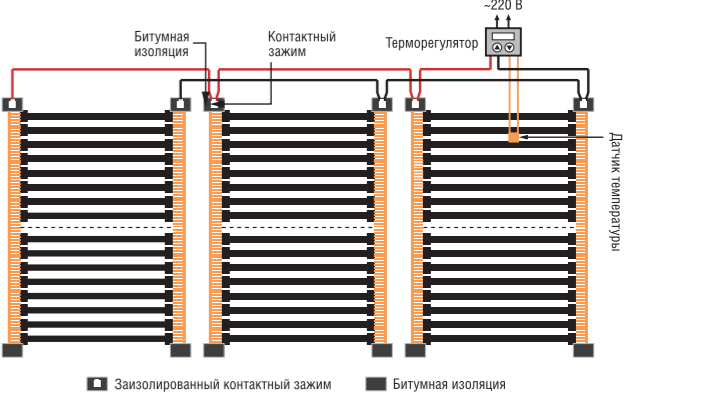 ~220 В
Битумная
изоляция
Контактный
зажим
Терморегулятор
Датчик температуры
Заизолированный контактный зажим
Битумная изоляция